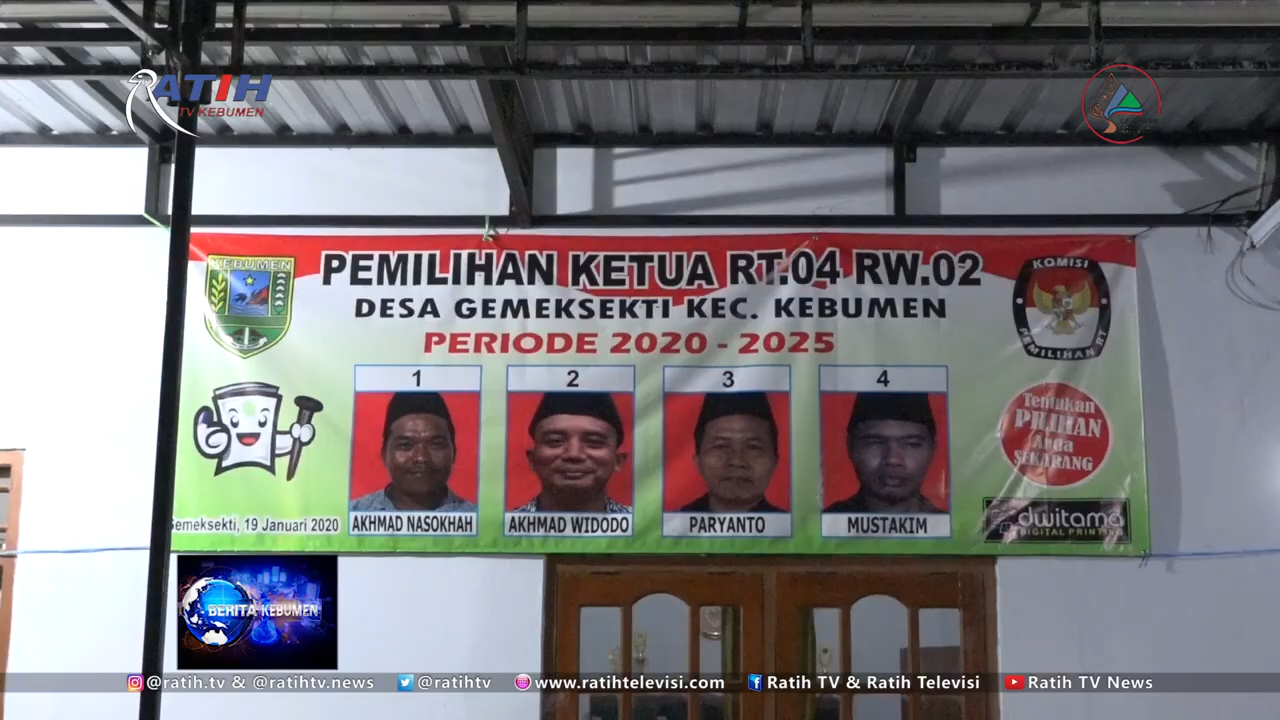 RATIH
TV KEBUMEN
KEBUMEN
PEMILIHAN KETUA RT.04 RW.02
DESA GEMEKSEKTI KEC. KEBUMEN
PERIODE 2020 - 2025
KOMISI
PEMILIHAN RT
1
2
3
4
Tentukan
PILIHAN
Anda
SEKARANG
AKHMAD NASOKHAH
AKHMAD WIDODO
PARYANTO
MUSTAKIM
Gemeksekti, 19 Januari 2020
dwitama
DIGITAL PRINTING
BERITA KEBUMEN
@ratih.tv & @ratihtv.news
@ratihtv
www.ratihtelevisi.com
Ratih TV & Ratih Televisi
Ratih TV News